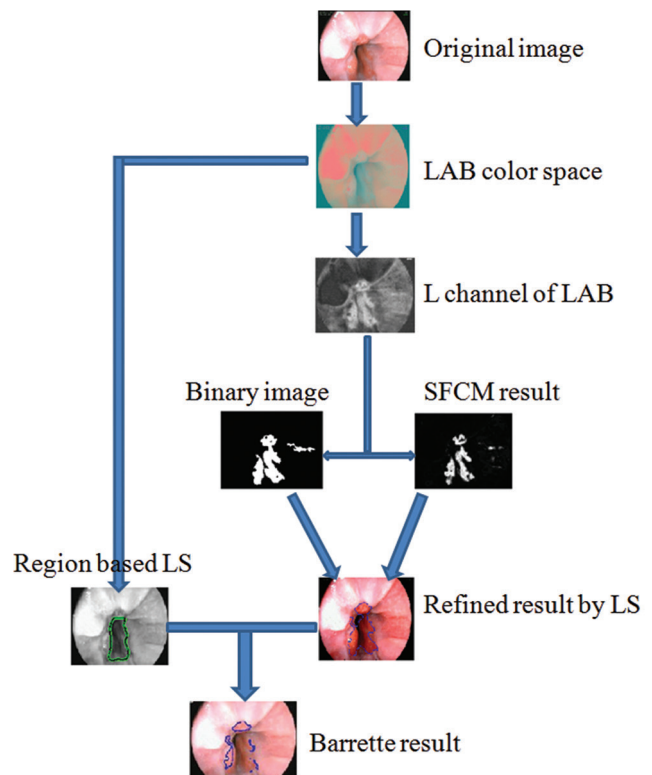 Original image
LAB color space
L channel of LAB
Binary image
SFCM result
Region based LS
Refined result by LS
Barrette result